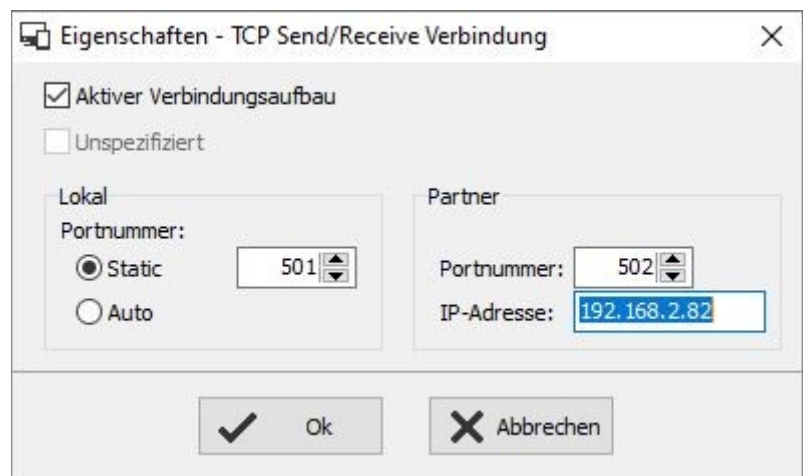 Eigenschaften - TCP Send/Receive Verbindung
Aktiver Verbindungsaufbau
Unspezifiziert
Lokal
Portnummer:
Static 501
Auto
Partner
Portnummer: 502
IP-Adresse: 192.168.2.82
Ok
Abbrechen